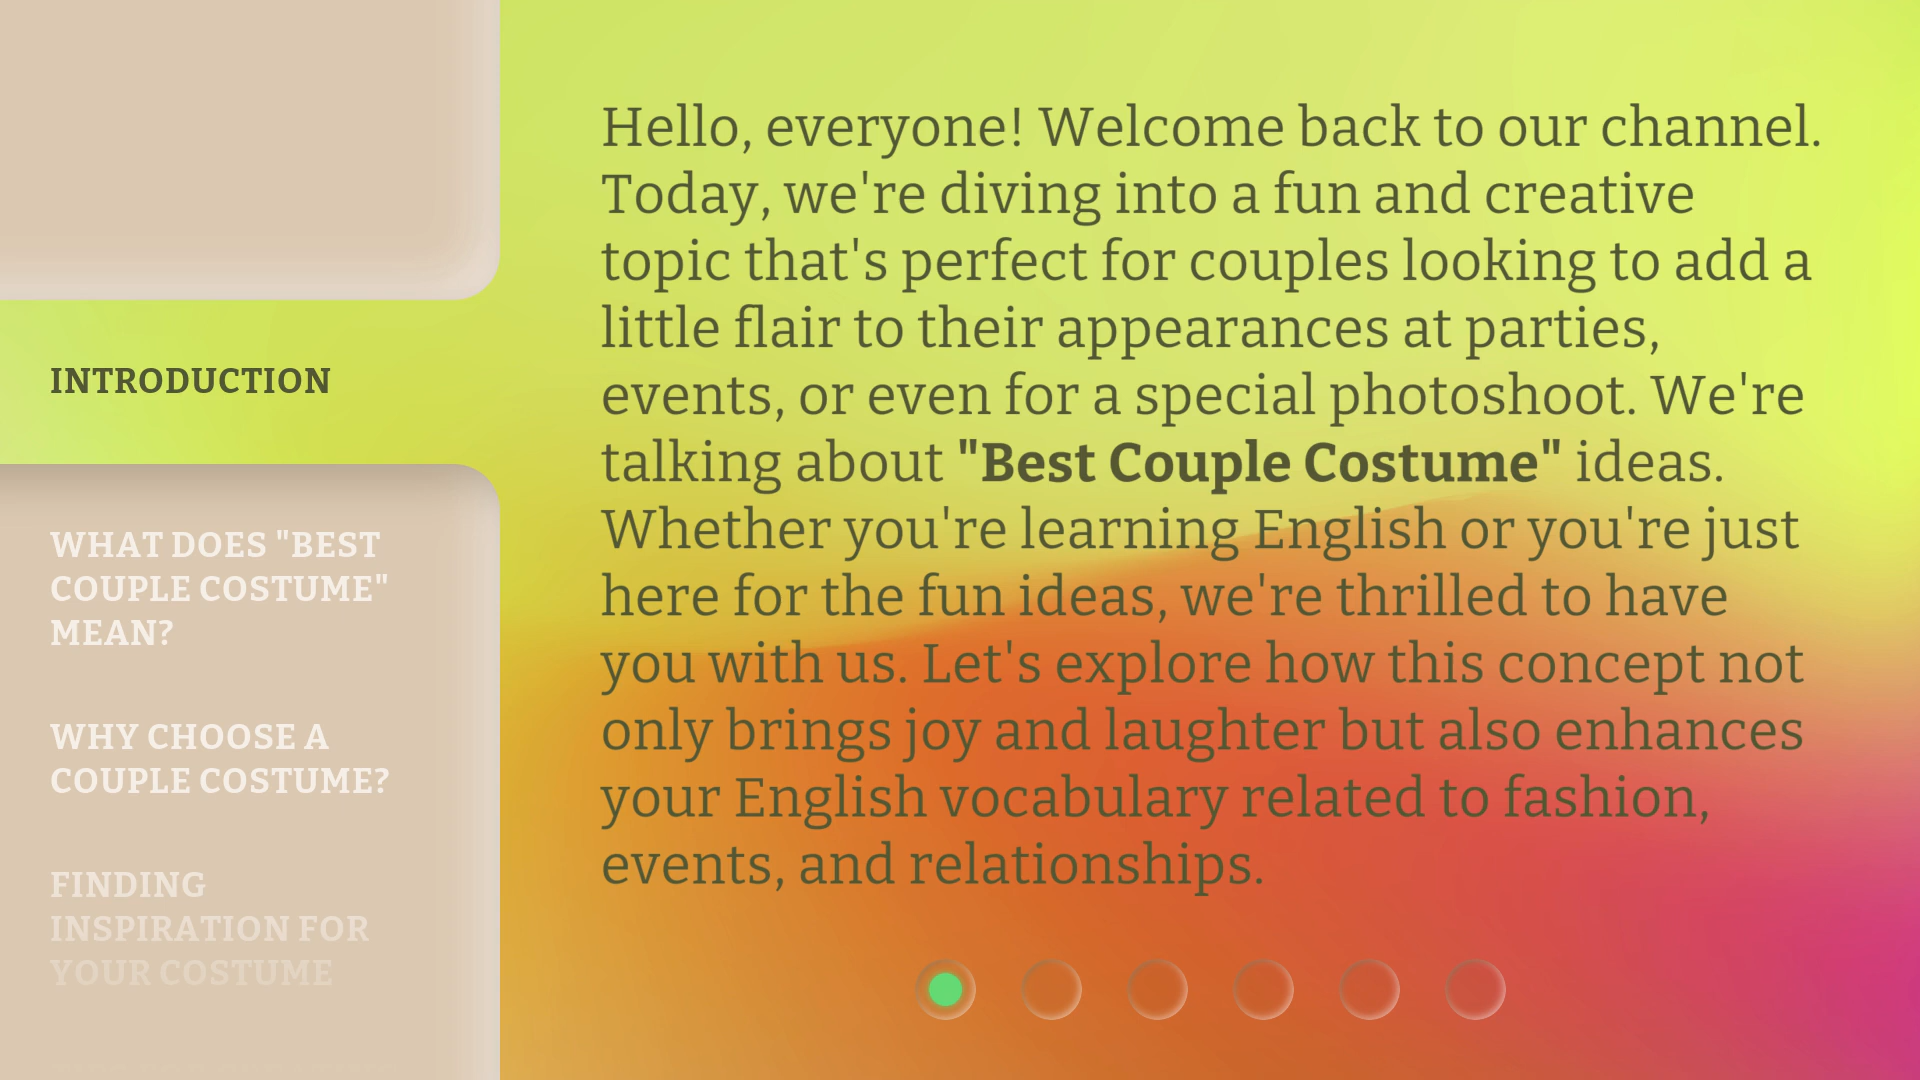 INTRODUCTION
WHAT DOES "BEST
COUPLE COSTUME"
MEAN?
WHY CHOOSE A
COUPLE COSTUME?
FINDING
INSPIRATION FOR
YOUR COSTUME
Hello, everyone! Welcome back to our channel.
Today, we're diving into a fun and creative
topic that's perfect for couples looking to add a
little flair to their appearances at parties,
events, or even for a special photoshoot. We're
talking about "Best Couple Costume" ideas.
Whether you're learning English or you're just
here for the fun ideas, we're thrilled to have
you with us. Let's explore how this concept not
only brings joy and laughter but also enhances
your English vocabulary related to fashion,
events, and relationships.